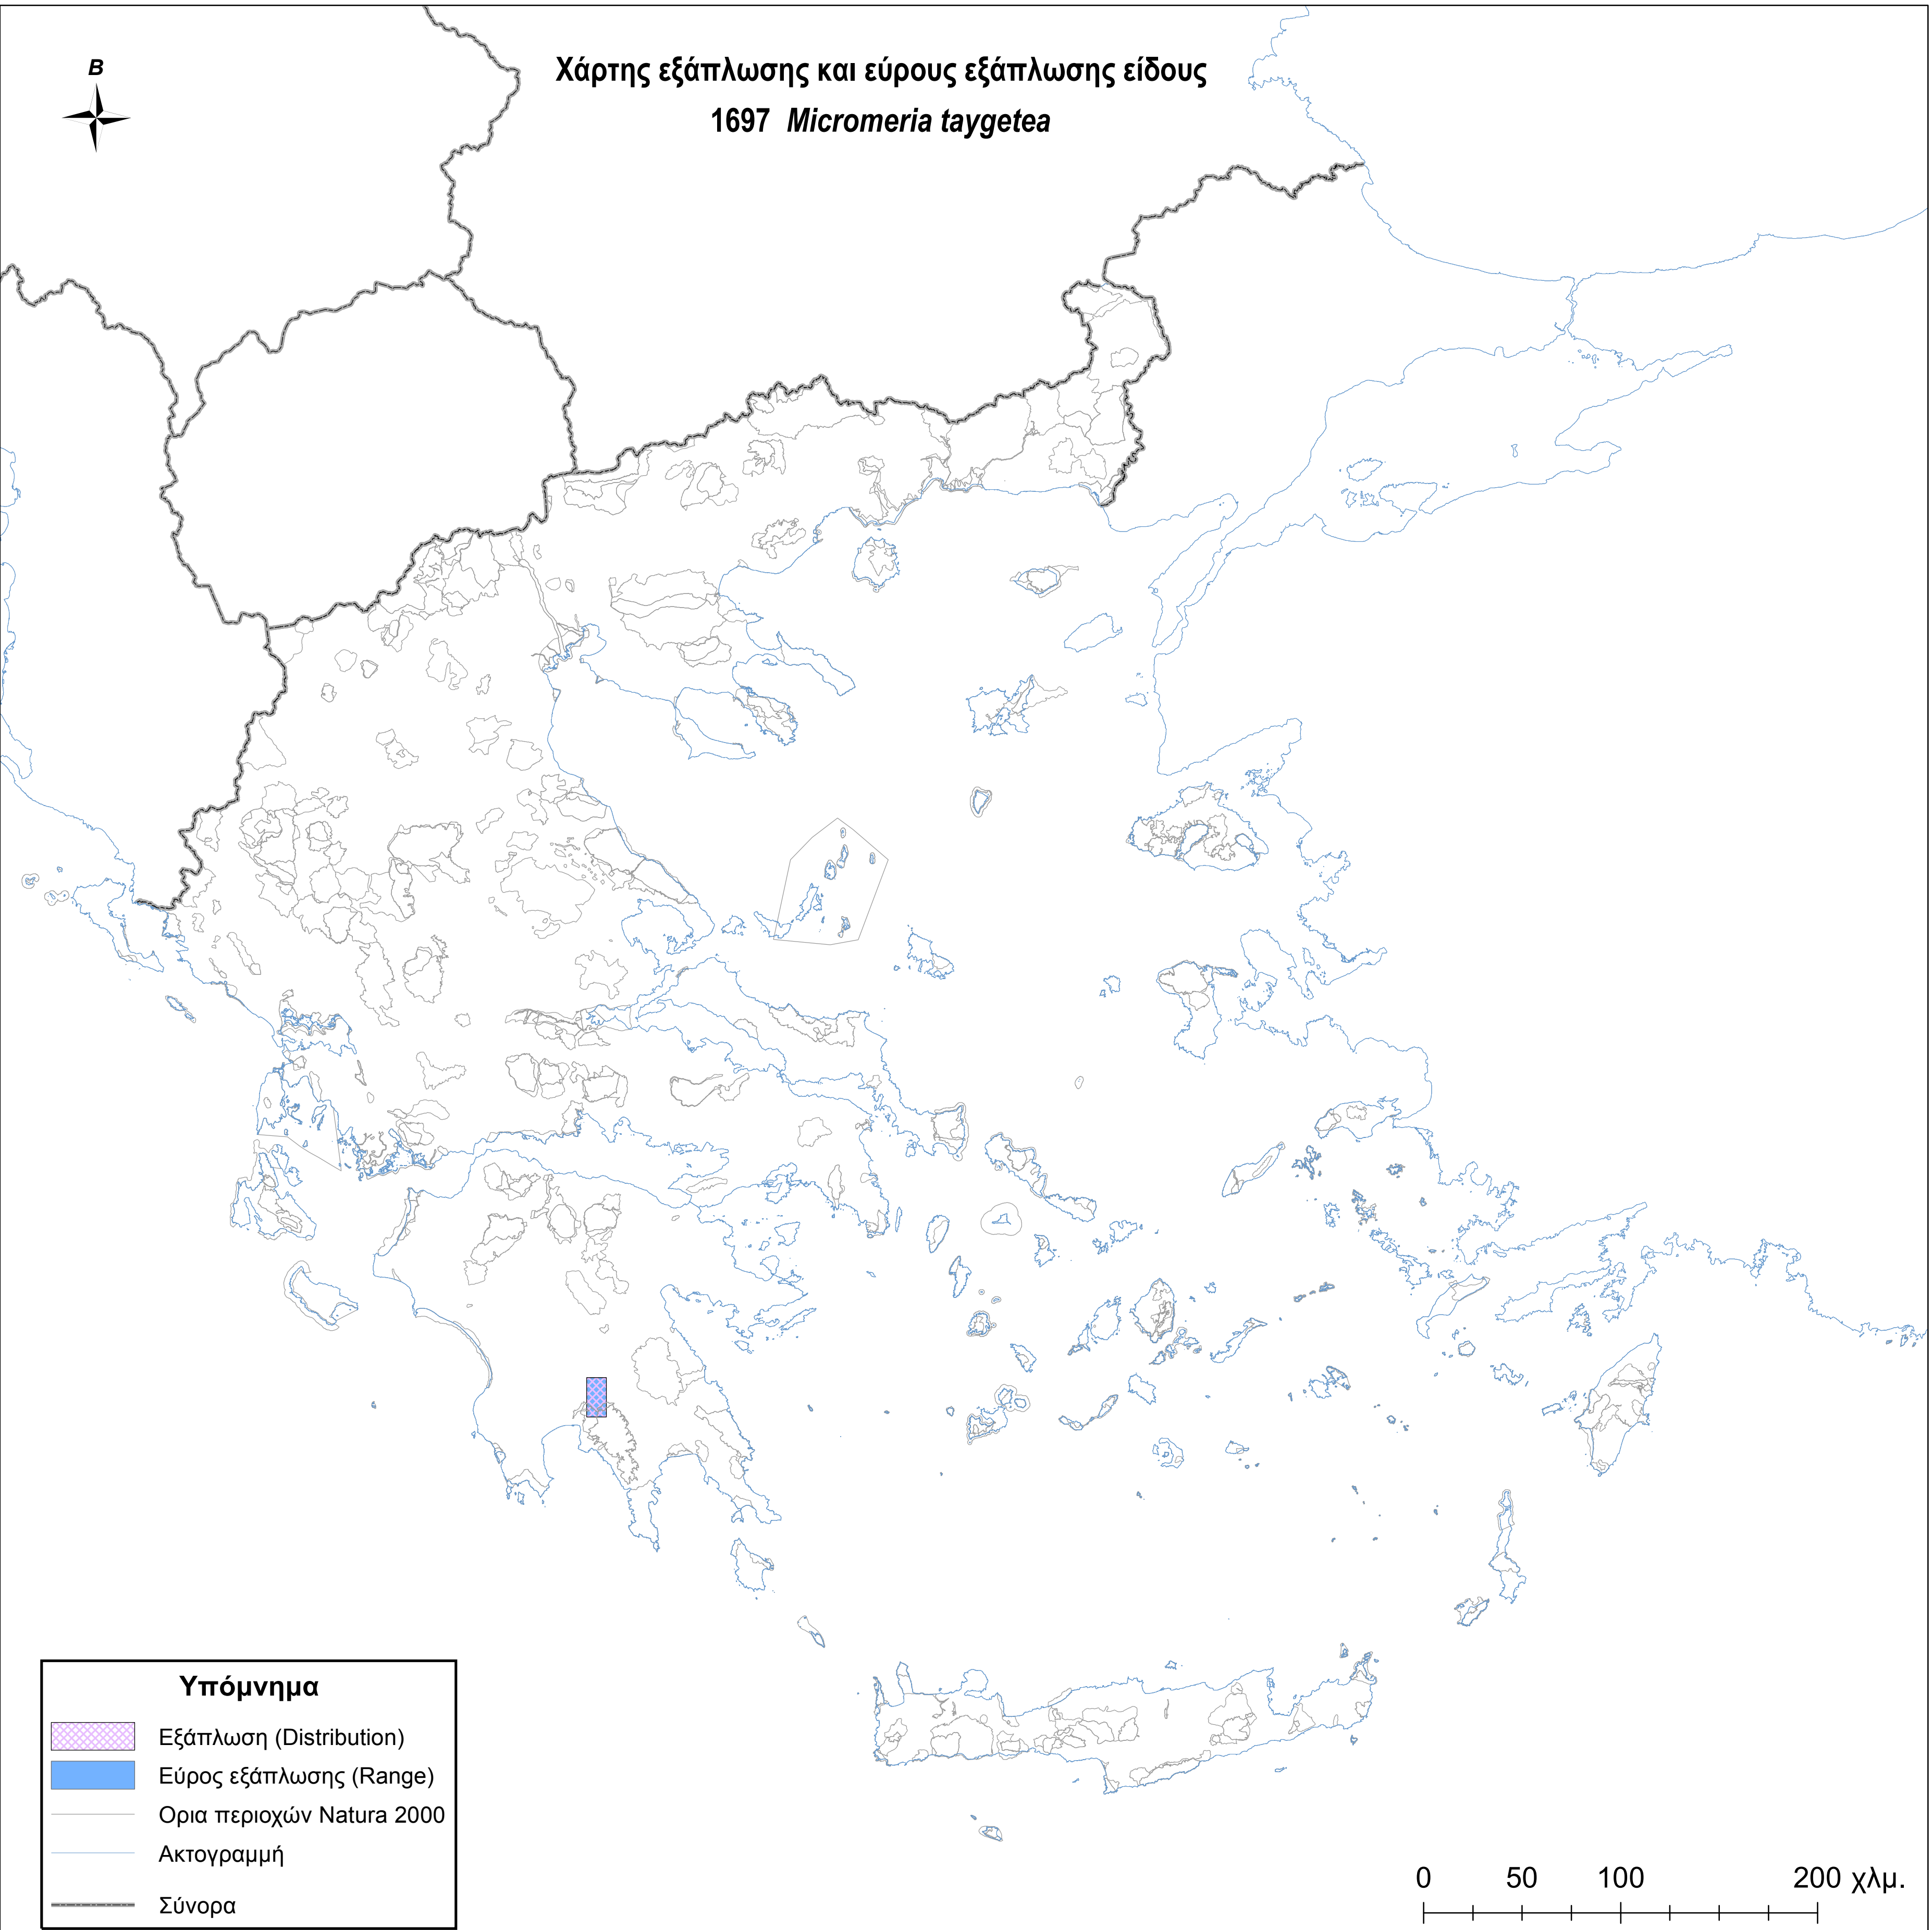 Β
Χάρτης εξάπλωσης και εύρους εξάπλωσης είδους
1697 Micromeria taygetea
Υπόμνημα
Εξάπλωση (Distribution)
Εύρος εξάπλωσης (Range)
Ορια περιοχών Natura 2000
Ακτογραμμή
Σύνορα
0 50 100 200 χλμ.